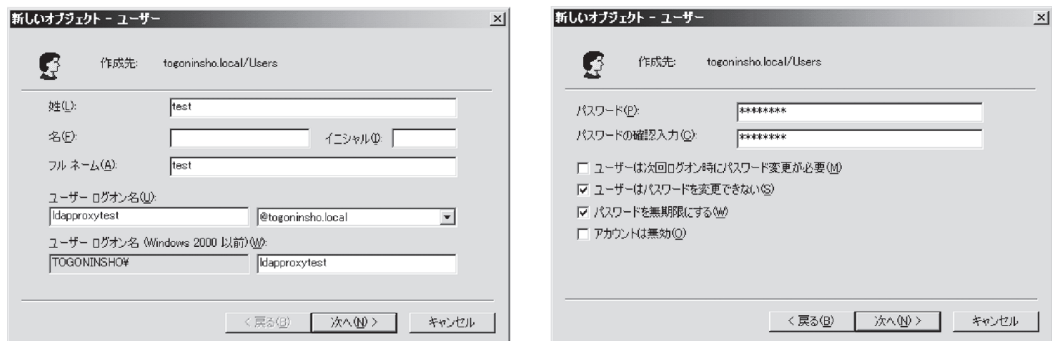 新しいオブジェクト - ユーザー
作成先: togoninsho.local/Users
姓(L): test
名(F): イニシャル(I):
フル ネーム(A): test
ユーザー ログオン名(U):
ldapproxytest @togoninsho.local
ユーザー ログオン名 (Windows 2000 以前)(W):
TOGONINSHO¥ ldapproxytest
< 戻る(B) 次へ(N) > キャンセル
新しいオブジェクト - ユーザー
作成先: togoninsho.local/Users
パスワード(P): ********
パスワードの確認入力(C): ********
ユーザーは次回ログオン時にパスワード変更が必要(M)
ユーザーはパスワードを変更できない(S)
パスワードを無期限にする(W)
アカウントは無効(O)
< 戻る(B) 次へ(N) > キャンセル